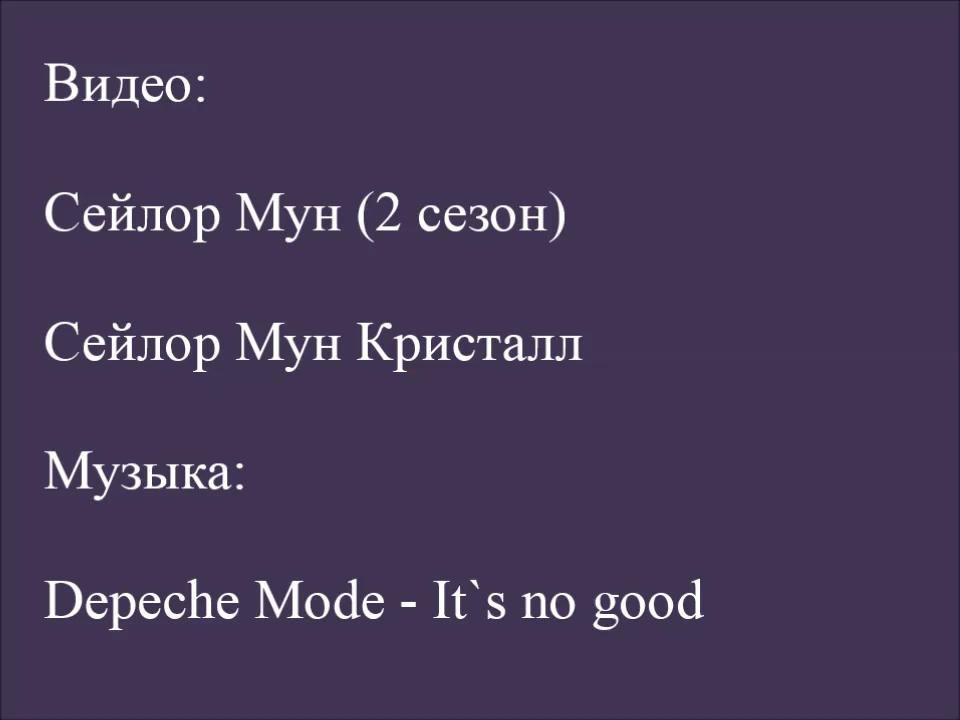 Видео:
Сейлор Мун (2 сезон)
Сейлор Мун Кристалл
Музыка:
Depeche Mode - It`s no good